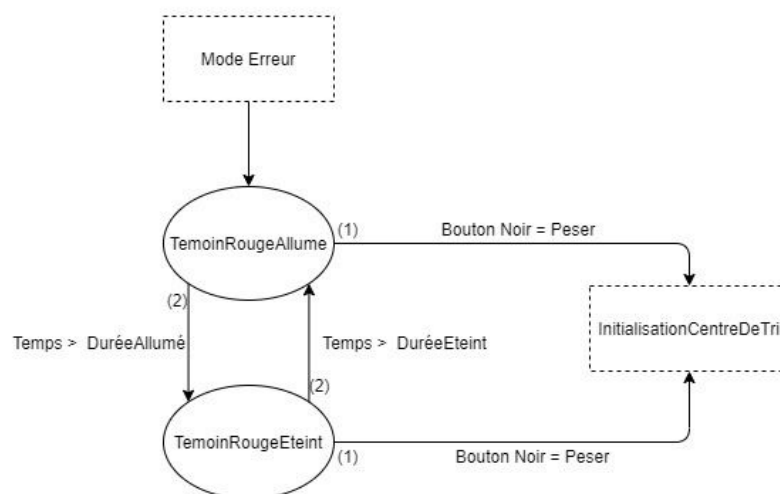 Mode Erreur
TemoinRougeAllume
(1)
Bouton Noir = Peser
(2)
InitialisationCentreDeTri
Temps > DuréeAllumé
Temps > DuréeEteint
(2)
TemoinRougeEteint
(1)
Bouton Noir = Peser